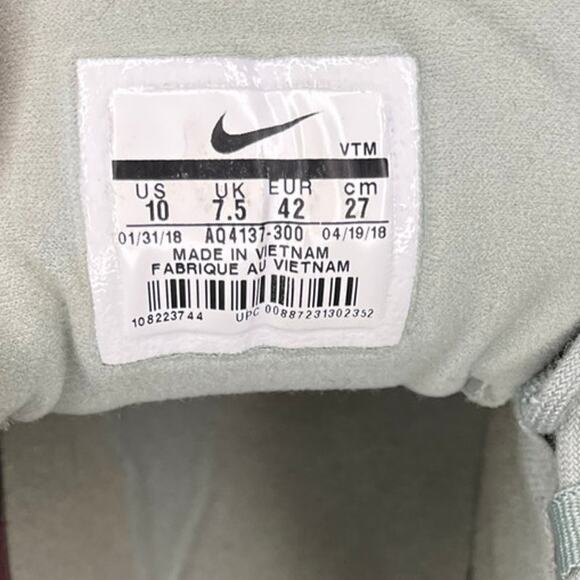 VTM
US UK EUR cm
10 7.5 42 27
01/31/18 AQ4137-300 04/19/18
MADE IN VIETNAM
FABRIQUE AU VIETNAM
108223744 UPC 00887231302352